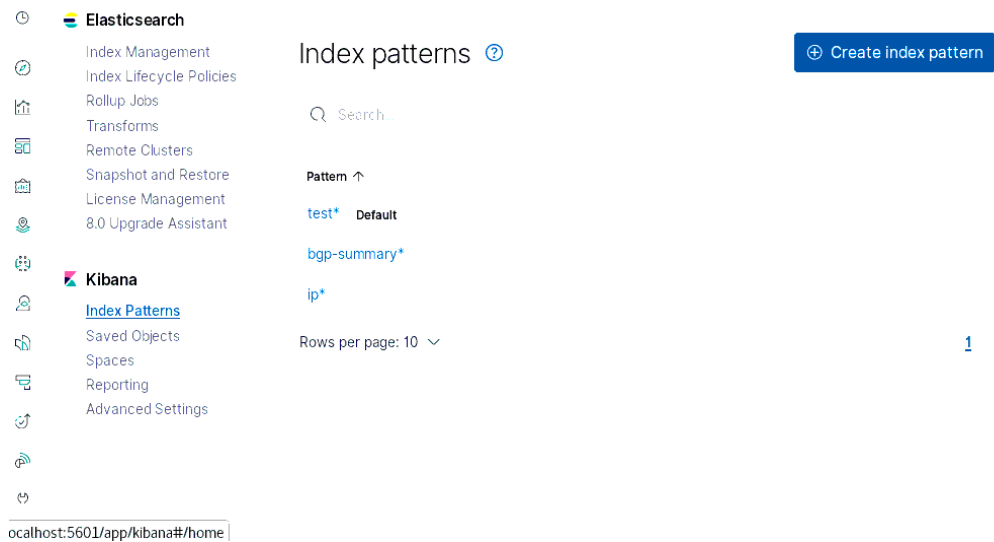 Elasticsearch
Index Management
Index Lifecycle Policies
Rollup Jobs
Transforms
Remote Clusters
Snapshot and Restore
License Management
8.0 Upgrade Assistant
Kibana
Index Patterns
Saved Objects
Spaces
Reporting
Advanced Settings
Index patterns
Create index pattern
Search...
Pattern
test* Default
bgp-summary*
ip*
Rows per page: 10
1
ocalhost:5601/app/kibana#/home